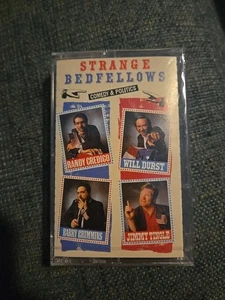 STRANGE
BEDFELLOWS
COMEDY & POLITICS
RANDY CREDICO
WILL DURST
BARRY CRIMMINS
JIMMY TINGLE